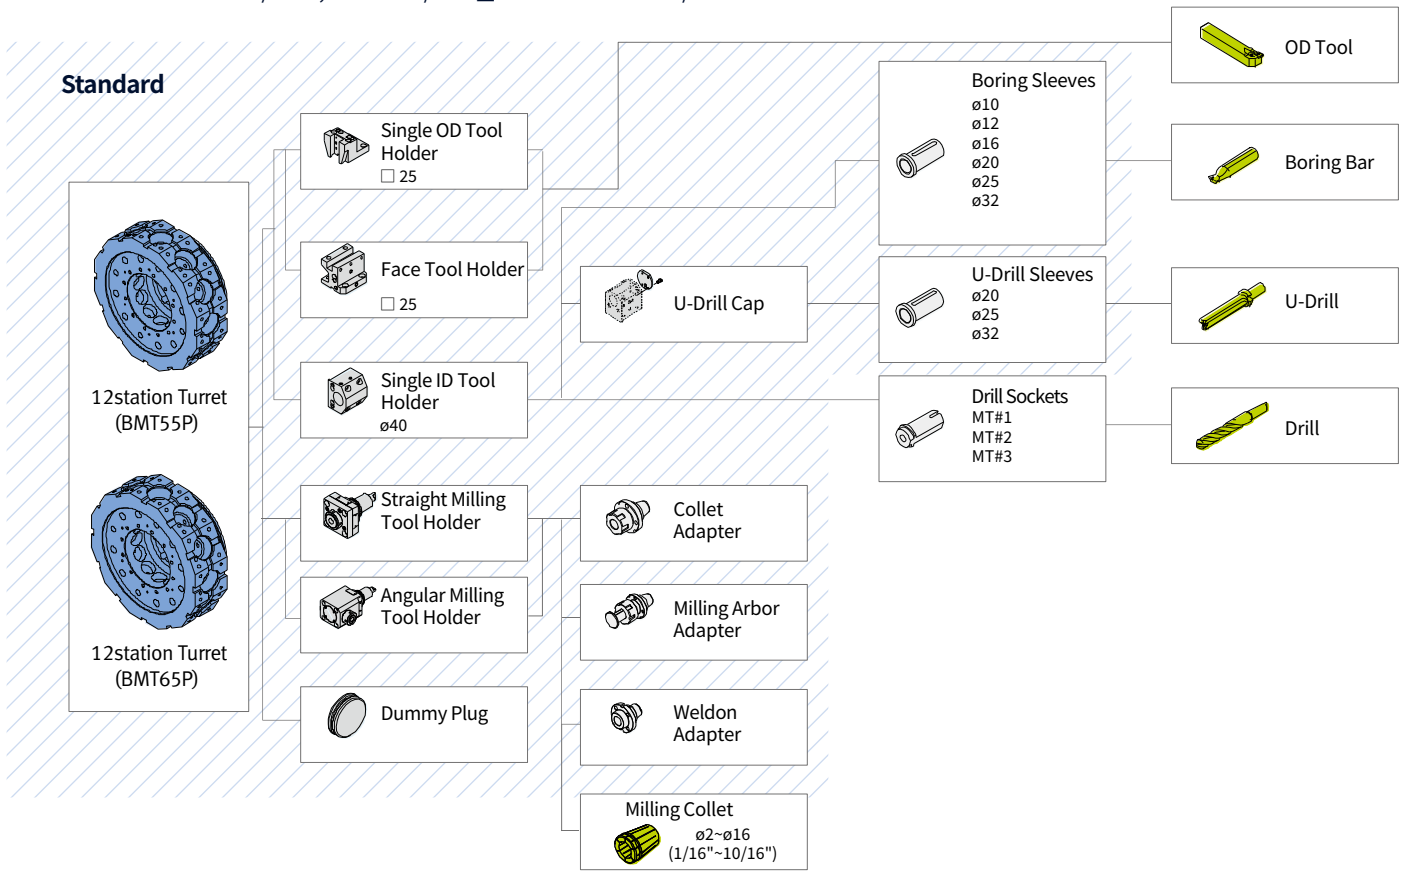 Standard
12station Turret
(BMT55P)
12station Turret
(BMT65P)
Single OD Tool
Holder
□ 25
Face Tool Holder
□ 25
Single ID Tool
Holder
ø40
Straight Milling
Tool Holder
Angular Milling
Tool Holder
Dummy Plug
U-Drill Cap
Collet
Adapter
Milling Arbor
Adapter
Weldon
Adapter
Milling Collet
ø2~ø16
(1/16"~10/16")
Boring Sleeves
ø10
ø12
ø16
ø20
ø25
ø32
U-Drill Sleeves
ø20
ø25
ø32
Drill Sockets
MT#1
MT#2
MT#3
OD Tool
Boring Bar
U-Drill
Drill